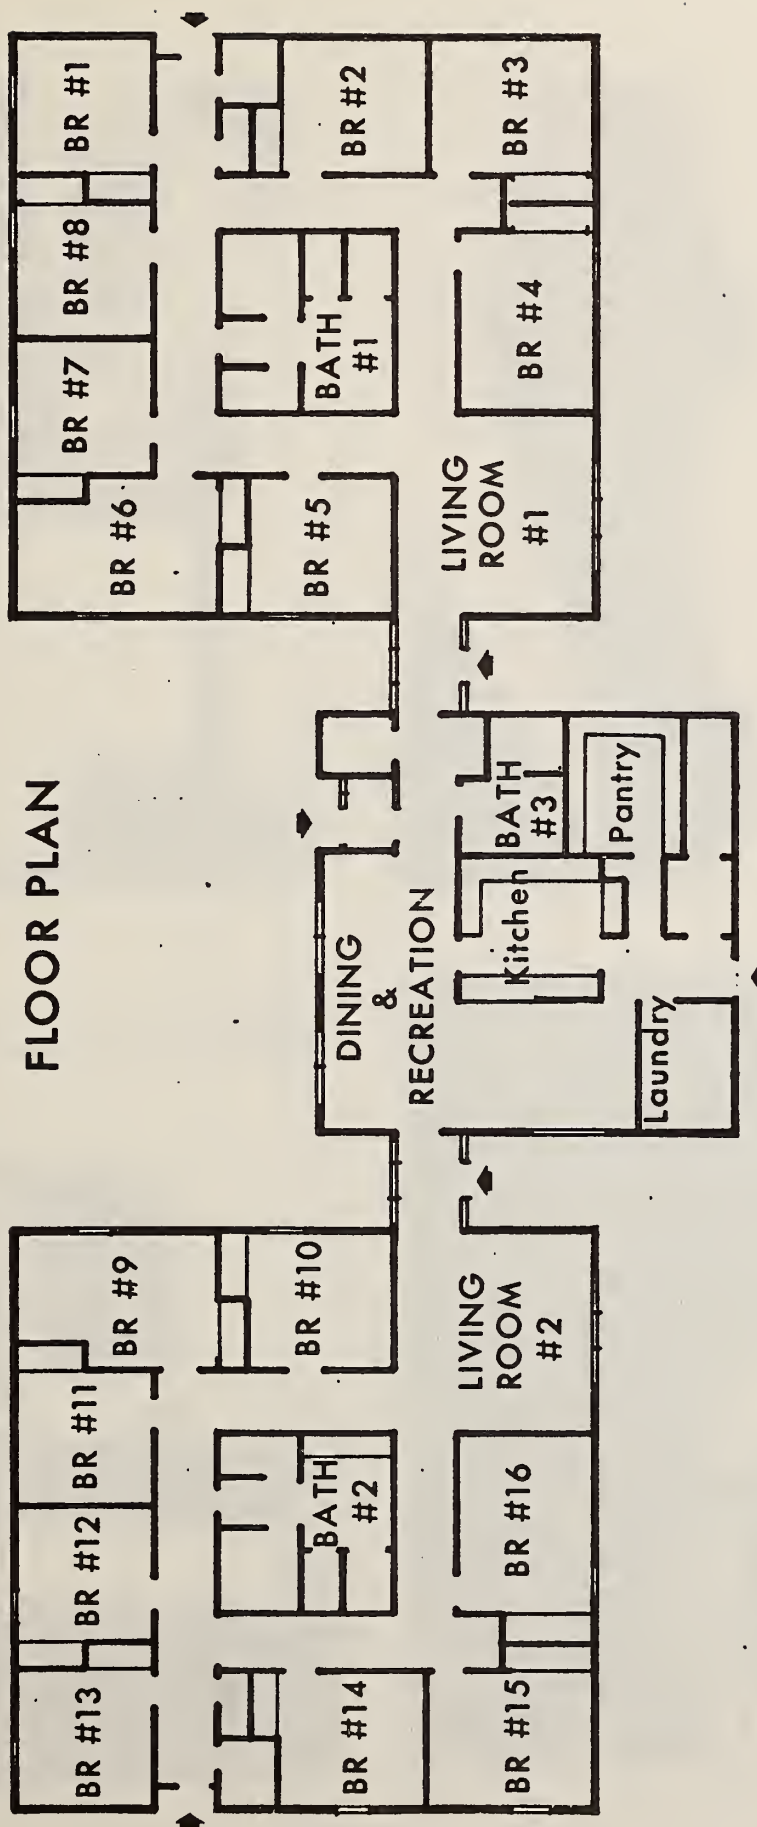 FLOOR PLAN
BR #13
BR #12
BR #11
BR #9
BR #10
BATH
#2
BR #14
BR #15
BR #16
LIVING
ROOM
#2
DINING
&
RECREATION
Kitchen
Laundry
BATH
#3
Pantry
BR #6
BR #7
BR #8
BR #1
BR #5
BATH
#1
BR #2
LIVING
ROOM
#1
BR #4
BR #3